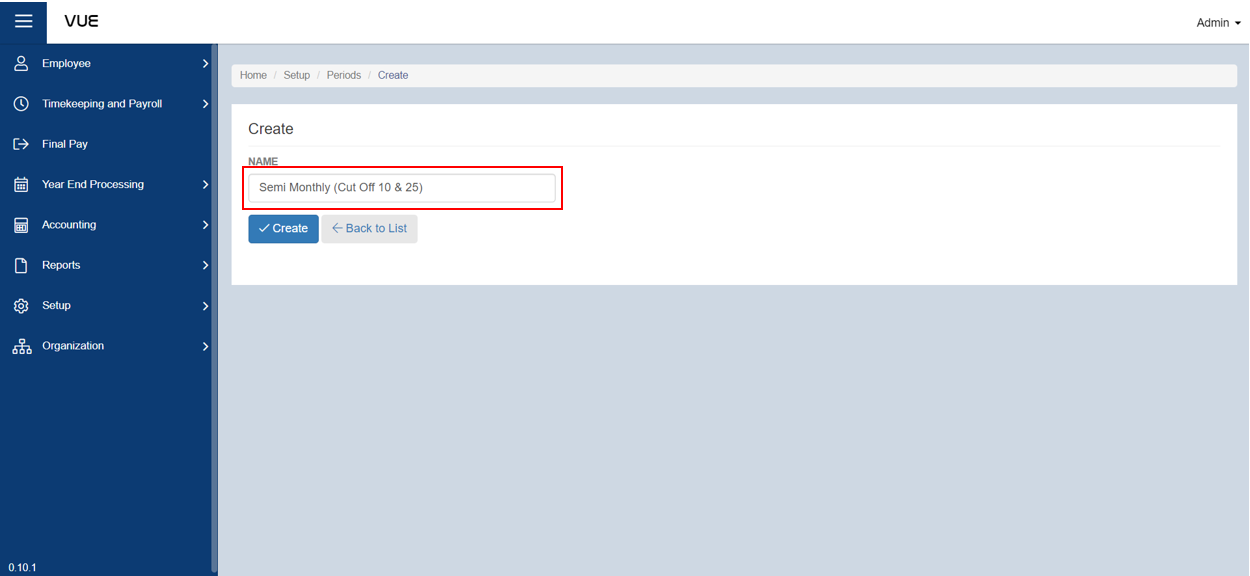 VUE
Admin
Employee
Timekeeping and Payroll
Final Pay
Year End Processing
Accounting
Reports
Setup
Organization
0.10.1
Home / Setup / Periods / Create
Create
NAME
Semi Monthly (Cut Off 10 & 25)
Create
Back to List